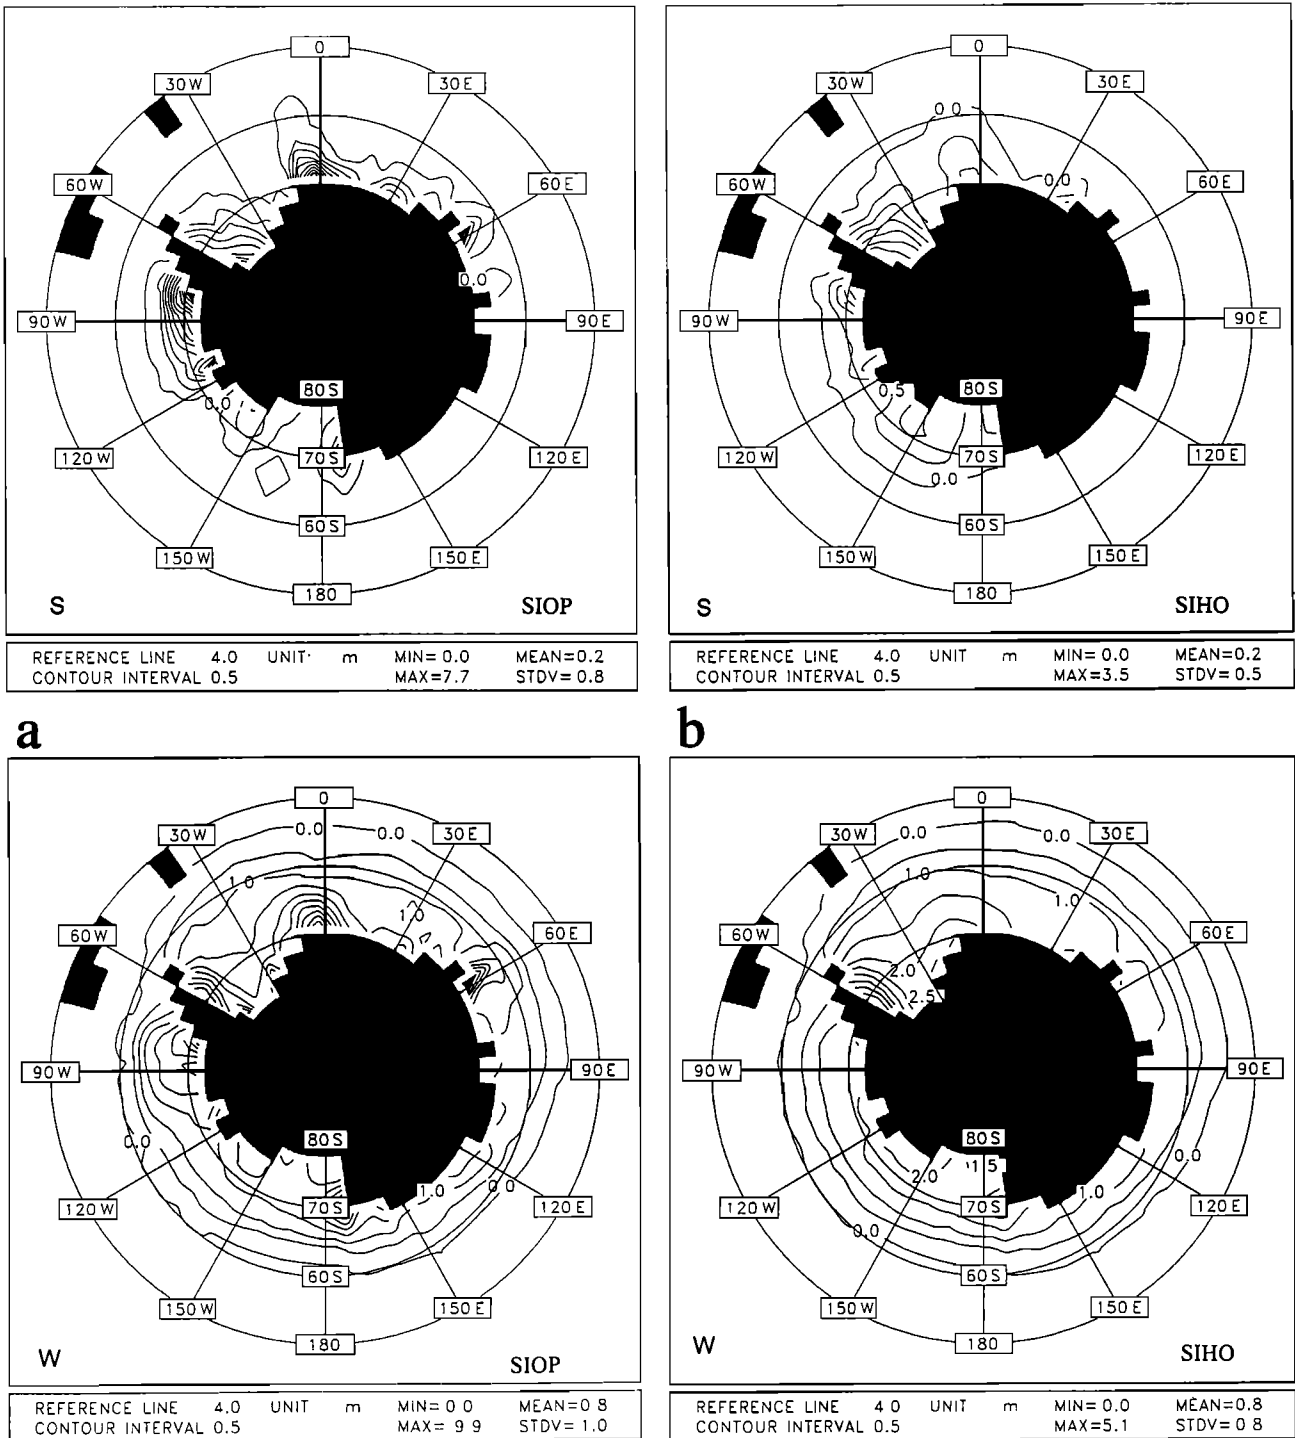 0
30W
30E
60W
60E
0.0
90W
90E
80S
0.0
120W
70S
120E
60S
150W
150E
180
S
SIOP
REFERENCE LINE 4.0 UNIT m MIN= 0.0 MEAN=0.2
CONTOUR INTERVAL 0.5 MAX=7.7 STDV= 0.8
0
30W
30E
0 0
60W
0.0
60E
90W
90E
80S
0.5
120W
70S
120E
0.0
60S
150W
150E
180
S
SIHO
REFERENCE LINE 4.0 UNIT m MIN= 0.0 MEAN=0.2
CONTOUR INTERVAL 0.5 MAX=3.5 STDV= 0.5
a
b
0
30W
0.0
0.0
30E
1.0
1.0
60W
60E
90W
90E
0.0
80S
1.0
0.0
120W
70S
120E
60S
150W
150E
180
W
SIOP
REFERENCE LINE 4.0 UNIT m MIN= 0 0 MEAN=0 8
CONTOUR INTERVAL 0.5 MAX= 9 9 STDV= 1.0
0
30W
0.0
0.0
30E
1.0
1.0
60W
60E
2.0
2.5
90W
90E
80S
0.0
2.0
1.5
1.0
120W
70S
120E
0.0
60S
150W
150E
180
W
SIHO
REFERENCE LINE 4 0 UNIT m MIN= 0.0 MEAN=0.8
CONTOUR INTERVAL 0.5 MAX=5.1 STDV= 0 8